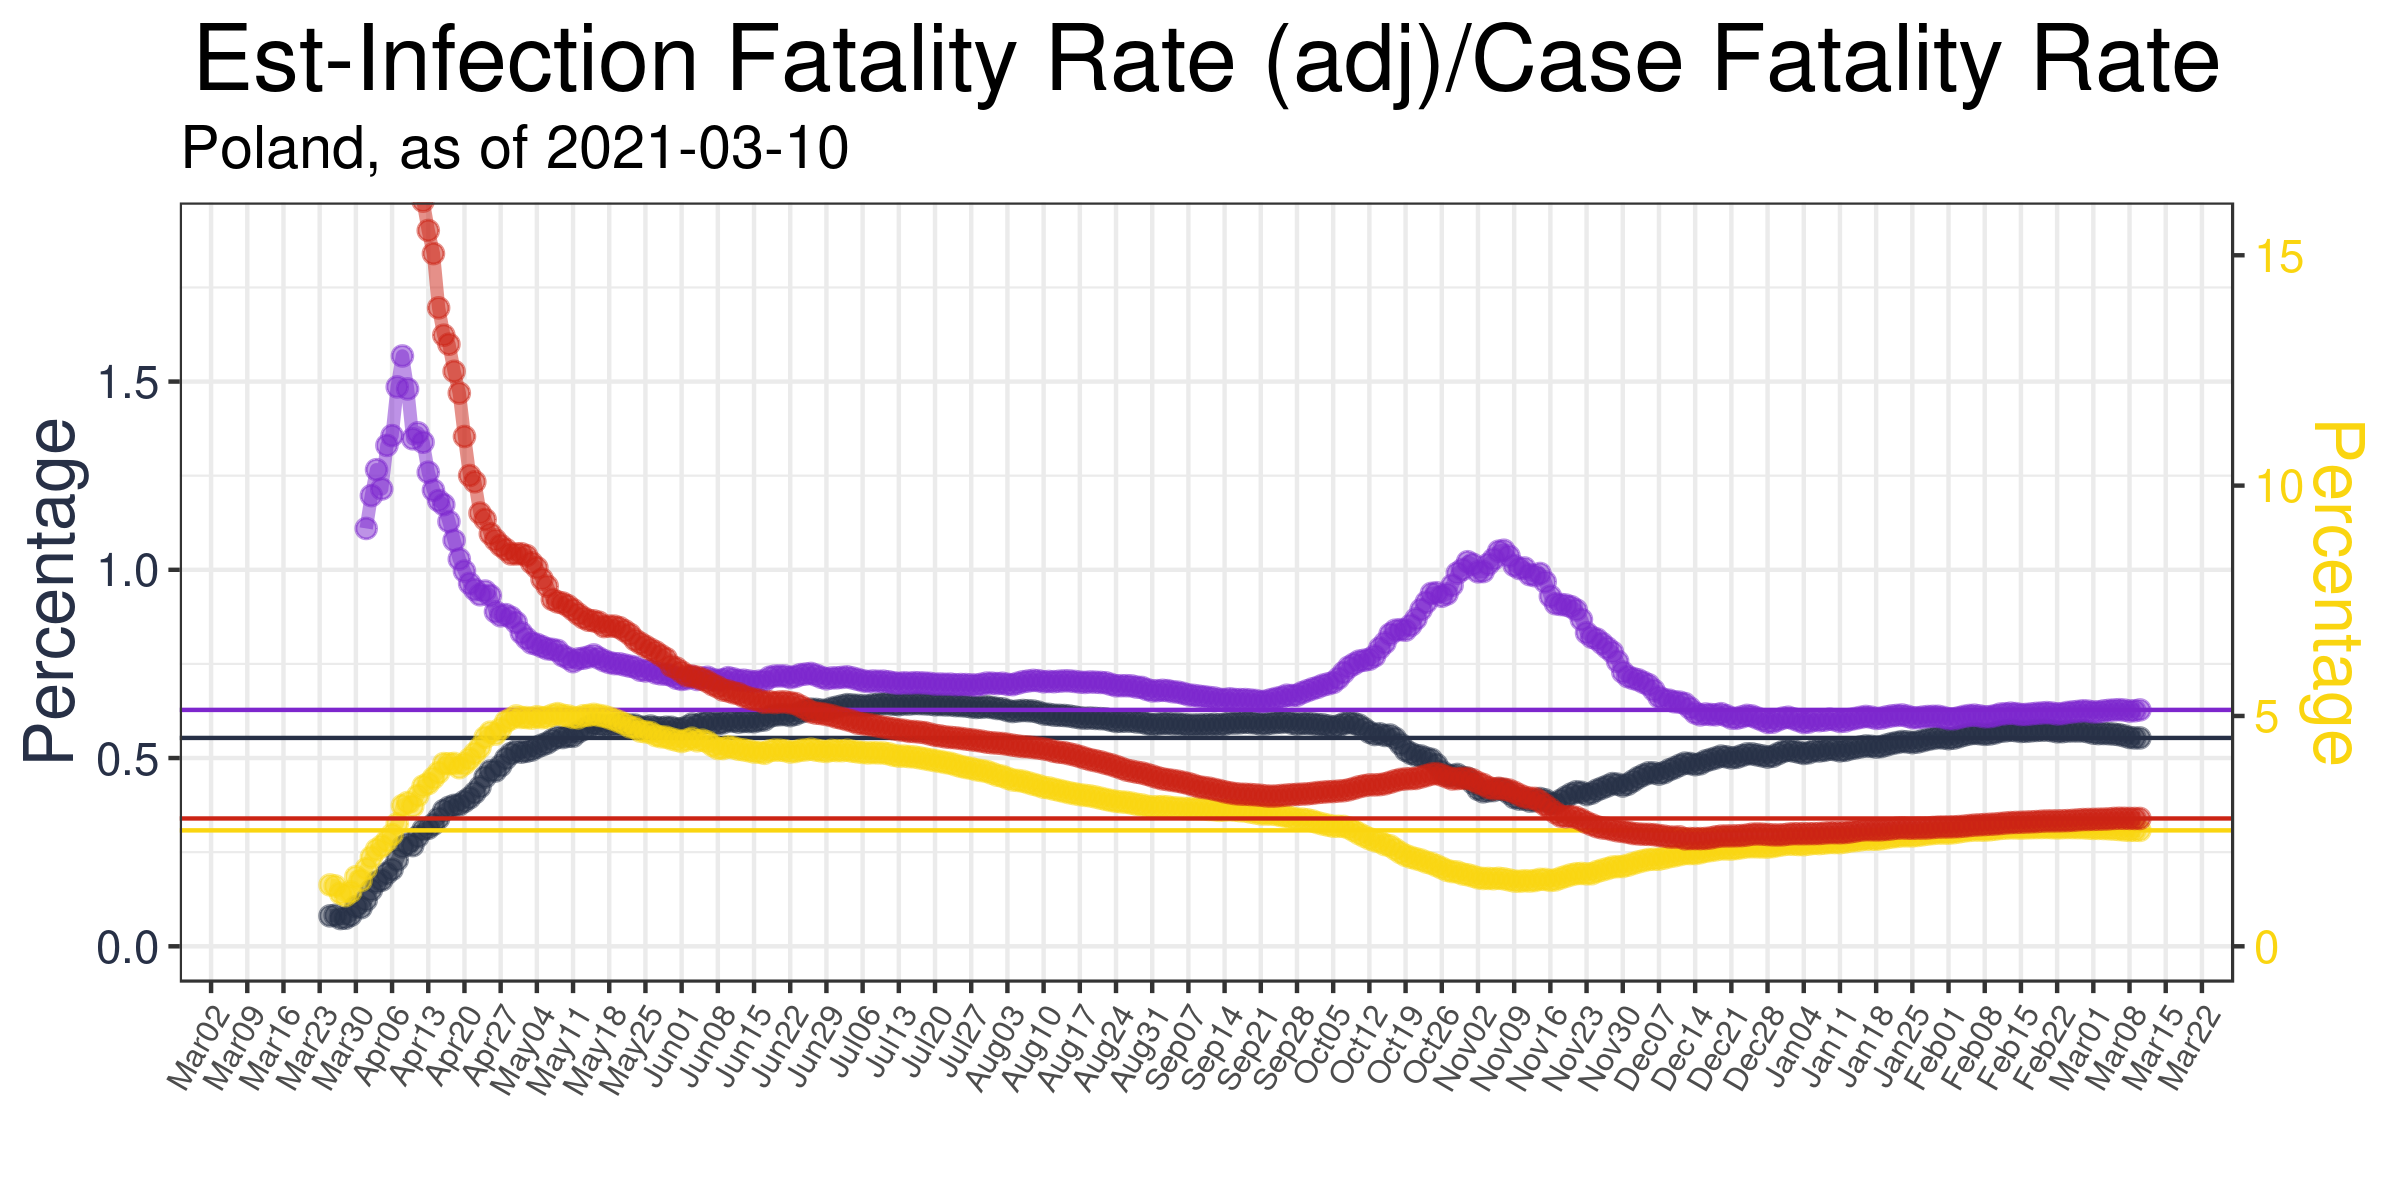 Est-Infection Fatality Rate (adj)/Case Fatality Rate
Poland, as of 2021-03-10
Percentage
1.5
1.0
0.5
0.0
15
10
5
0
Percentage
Mar02
Mar09
Mar16
Mar23
Mar30
Apr06
Apr13
Apr20
Apr27
May04
May11
May18
May25
Jun01
Jun08
Jun15
Jun22
Jun29
Jul06
Jul13
Jul20
Jul27
Aug03
Aug10
Aug17
Aug24
Aug31
Sep07
Sep14
Sep21
Sep28
Oct05
Oct12
Oct19
Oct26
Nov02
Nov09
Nov16
Nov23
Nov30
Dec07
Dec14
Dec21
Dec28
Jan04
Jan11
Jan18
Jan25
Feb01
Feb08
Feb15
Feb22
Mar01
Mar08
Mar15
Mar22